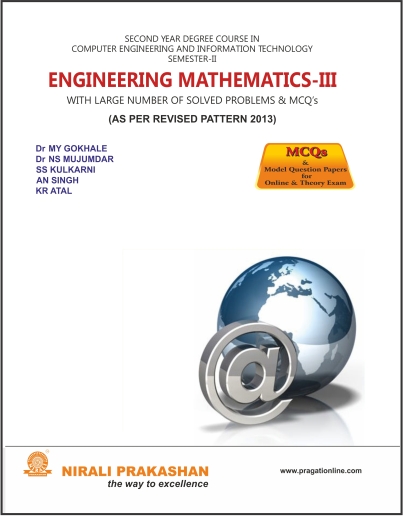 SECOND YEAR DEGREE COURSE IN
COMPUTER ENGINEERING AND INFORMATION TECHNOLOGY
SEMESTER-II
ENGINEERING MATHEMATICS-III
WITH LARGE NUMBER OF SOLVED PROBLEMS & MCQ's
(AS PER REVISED PATTERN 2013)
Dr MY GOKHALE
Dr NS MUJUMDAR
SS KULKARNI
AN SINGH
KR ATAL
MCQs
&
Model Question Papers
for
Online & Theory Exam
@
NIRALI PRAKASHAN
the way to excellence
www.pragationline.com